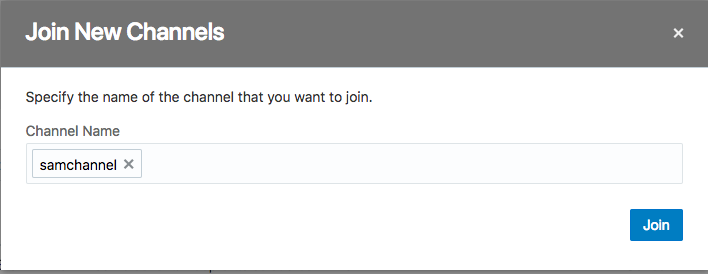 Join New Channels
Specify the name of the channel that you want to join.
Channel Name
samchannel
Join